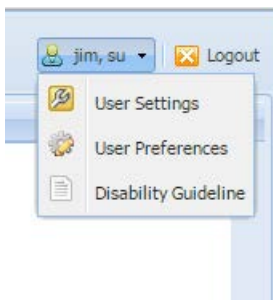 jim, su Logout
User Settings
User Preferences
Disability Guideline